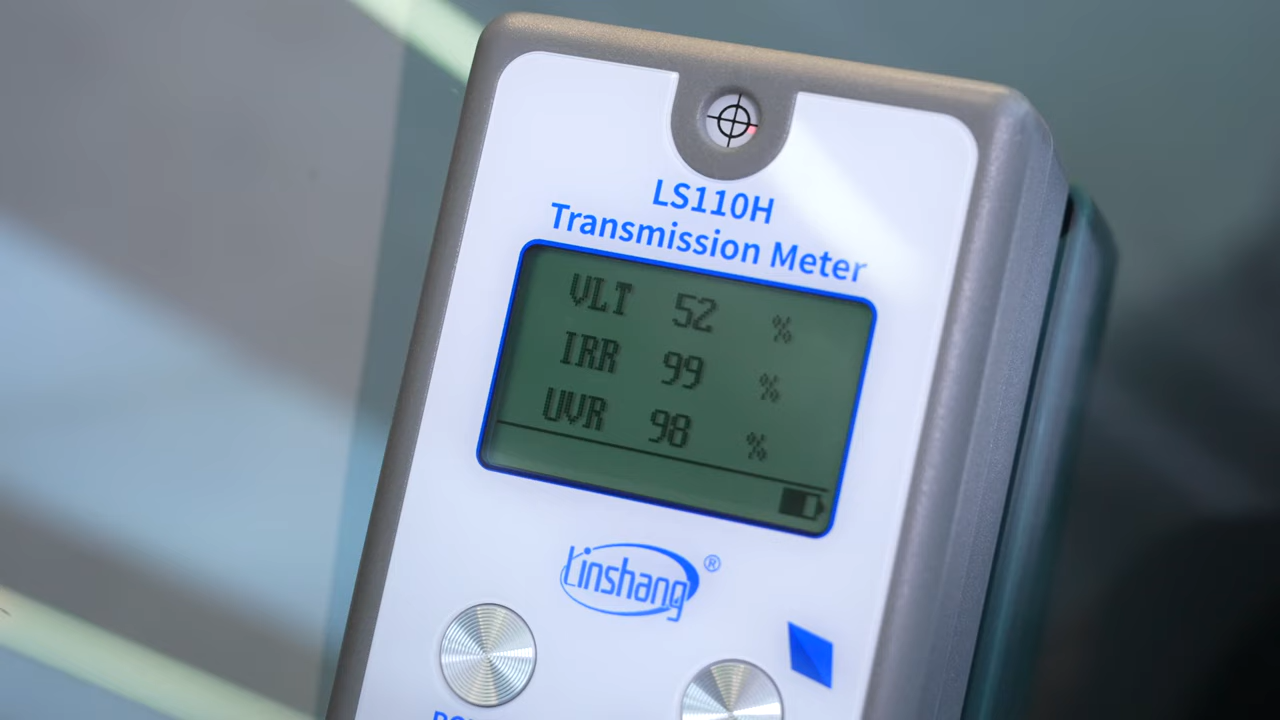 LS110H
Transmission Meter
VLT 52 %
IRR 99 %
UVR 98 %
Linshang®